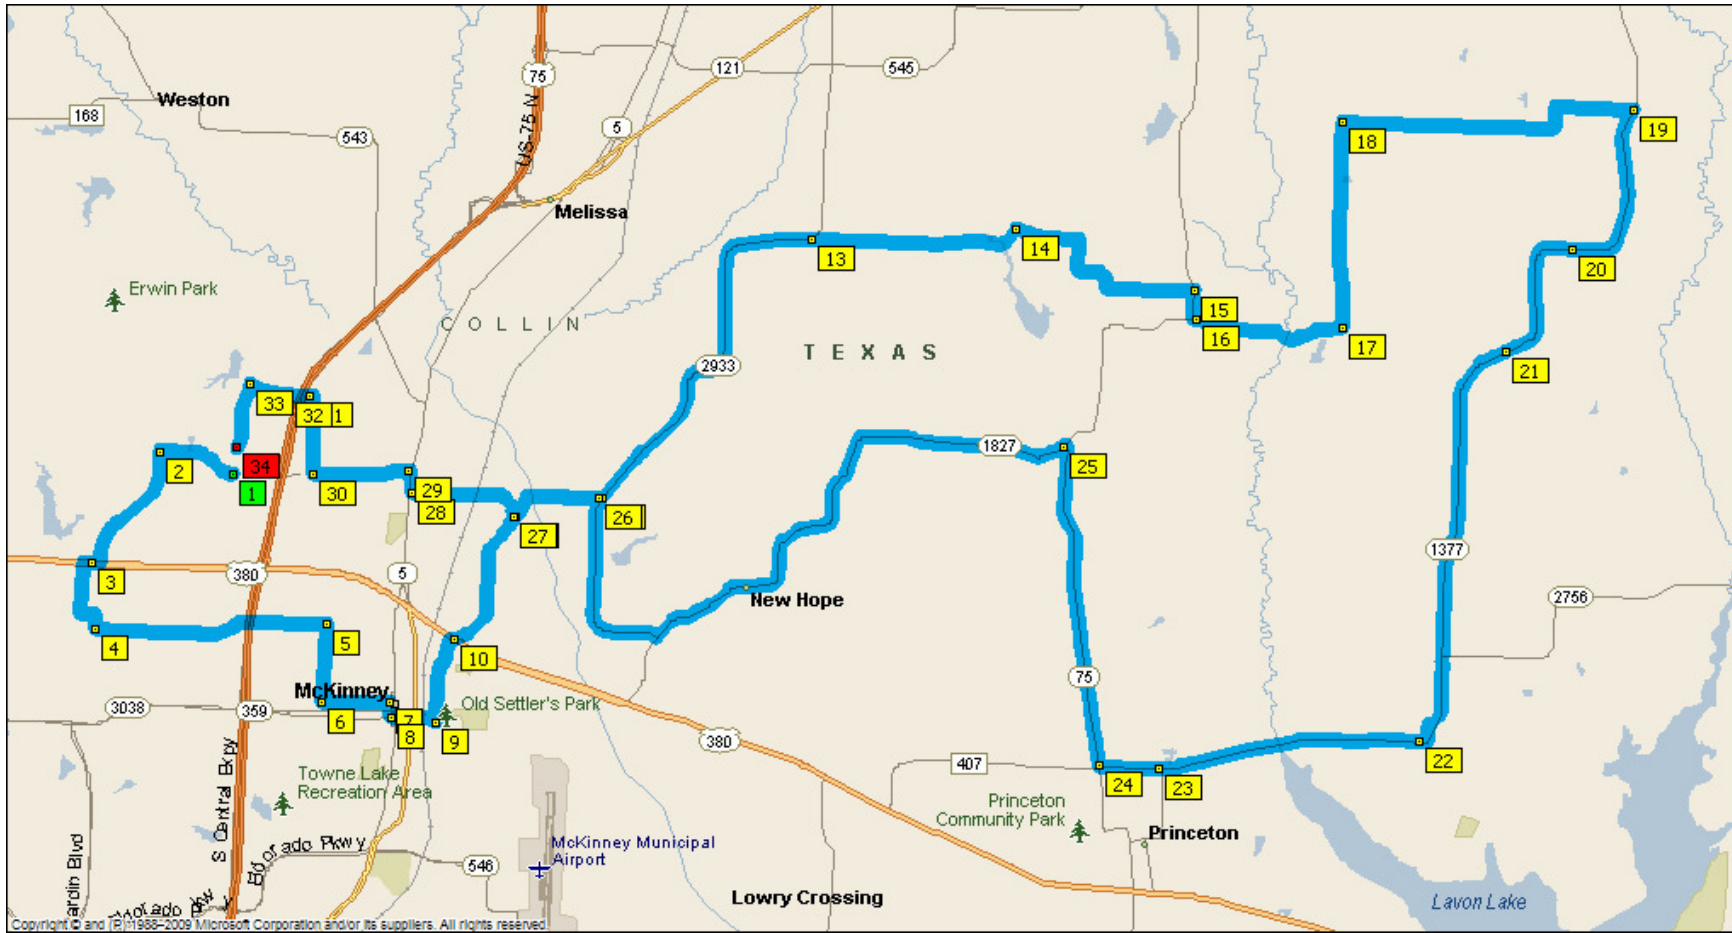 75
121
545
Weston
168
543
5
US-75 N
Melissa
18
19
13
14
20
Erwin Park
COLLIN
TEXAS
15
16
17
2933
21
33
32
1
2
34
1
30
29
28
26
27
1827
25
3
380
5
New Hope
1377
2756
4
5
10
75
McKinney
3038
359
6
7
8
Old Settler's Park
9
380
22
407
24
23
S Central Expy
Towne Lake
Recreation Area
Princeton
Community Park
Princeton
Eldorado Pkwy
546
McKinney Municipal
Airport
Lowry Crossing
Lavon Lake
Copyright © and (P) 1988–2009 Microsoft Corporation and/or its suppliers. All rights reserved.